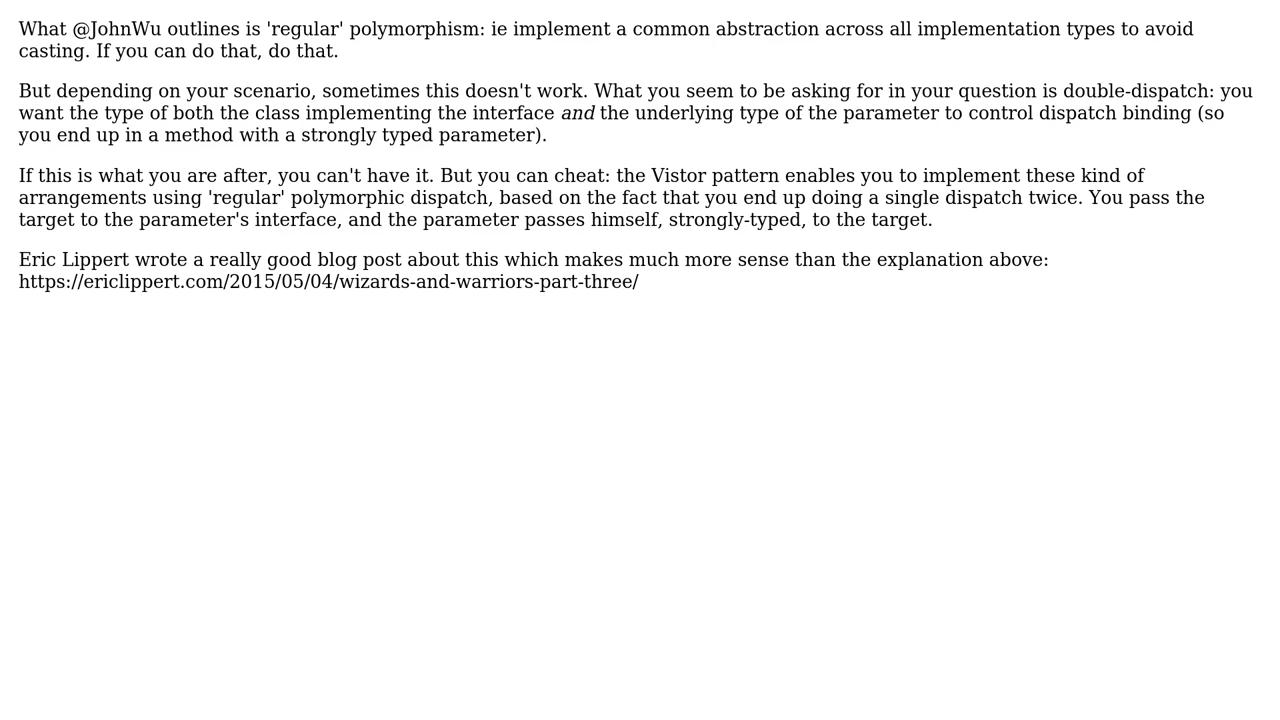 What @JohnWu outlines is 'regular' polymorphism: ie implement a common abstraction across all implementation types to avoid
casting. If you can do that, do that.
But depending on your scenario, sometimes this doesn't work. What you seem to be asking for in your question is double-dispatch: you
want the type of both the class implementing the interface and the underlying type of the parameter to control dispatch binding (so
you end up in a method with a strongly typed parameter).
If this is what you are after, you can't have it. But you can cheat: the Vistor pattern enables you to implement these kind of
arrangements using 'regular' polymorphic dispatch, based on the fact that you end up doing a single dispatch twice. You pass the
target to the parameter's interface, and the parameter passes himself, strongly-typed, to the target.
Eric Lippert wrote a really good blog post about this which makes much more sense than the explanation above:
https://ericlippert.com/2015/05/04/wizards-and-warriors-part-three/